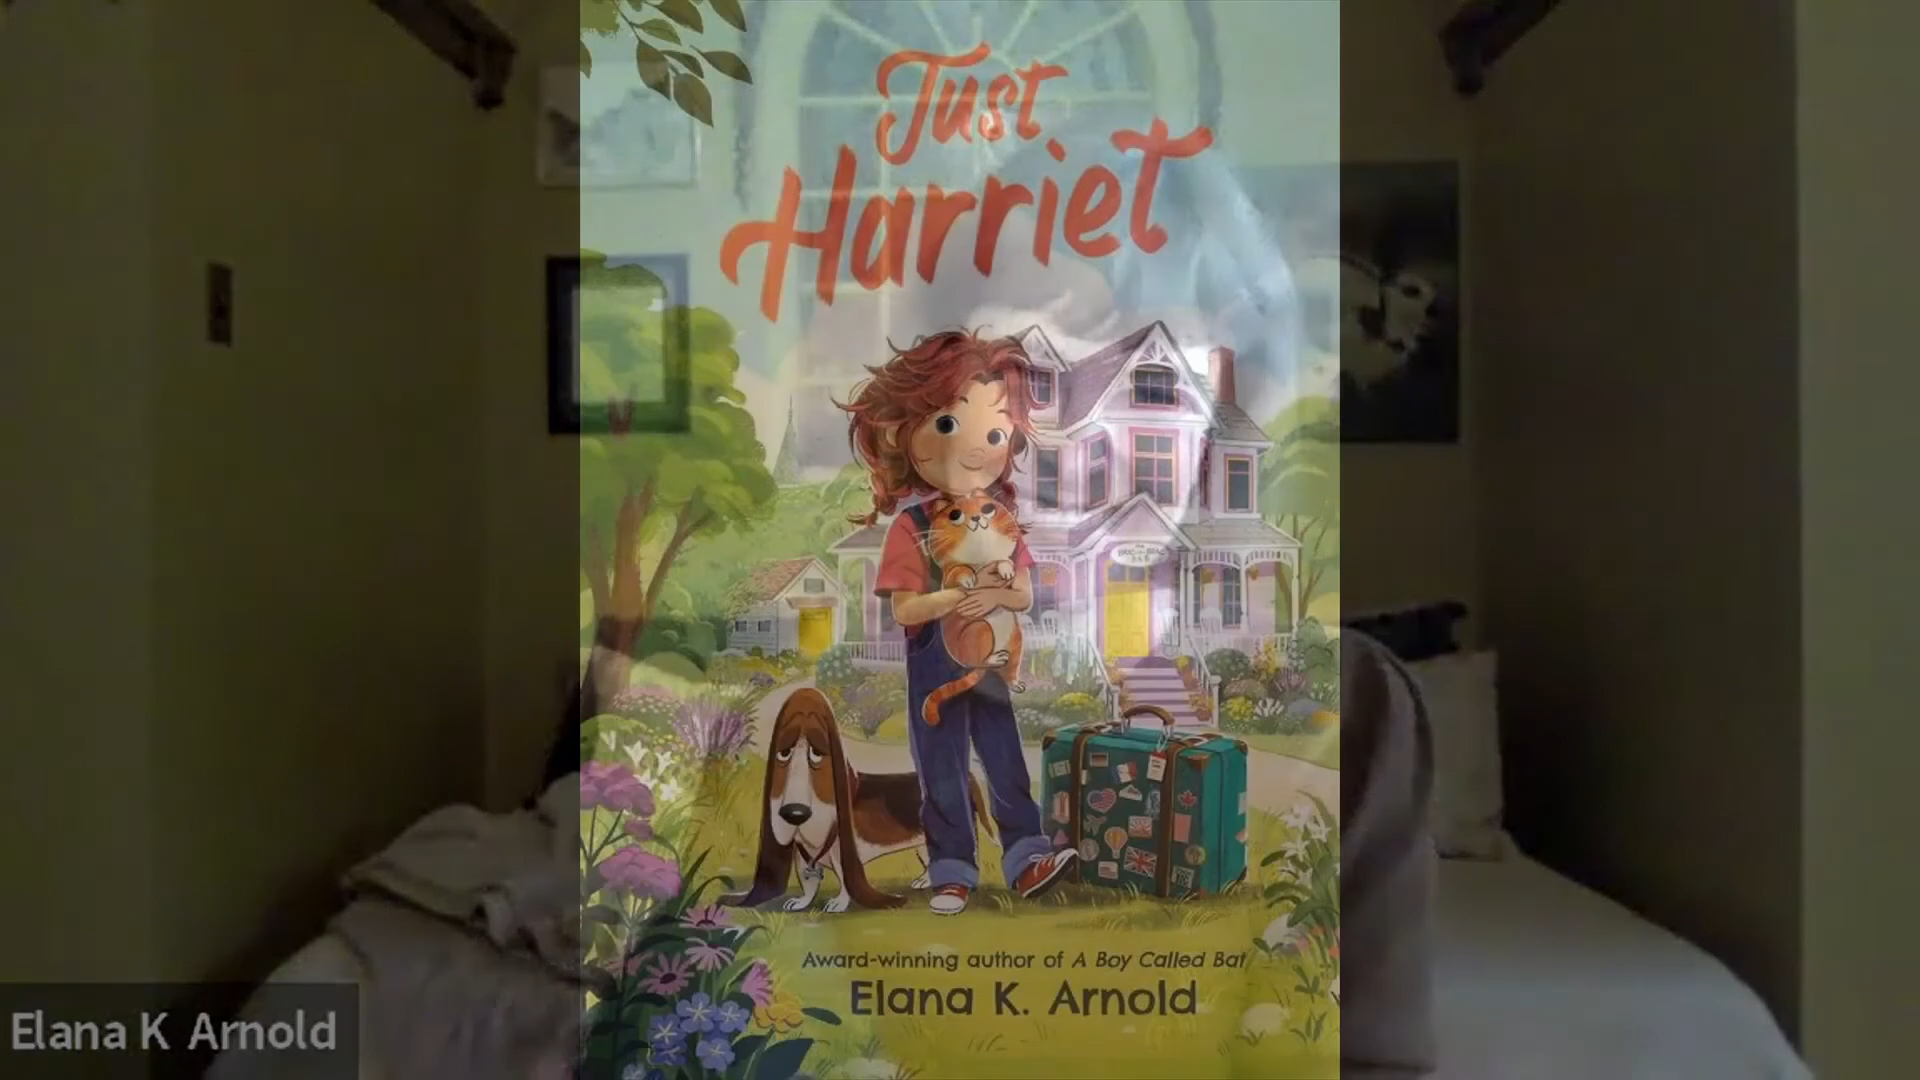 Just
Harriet
Award-winning author of A Boy Called Bat
Elana K. Arnold
Elana K Arnold